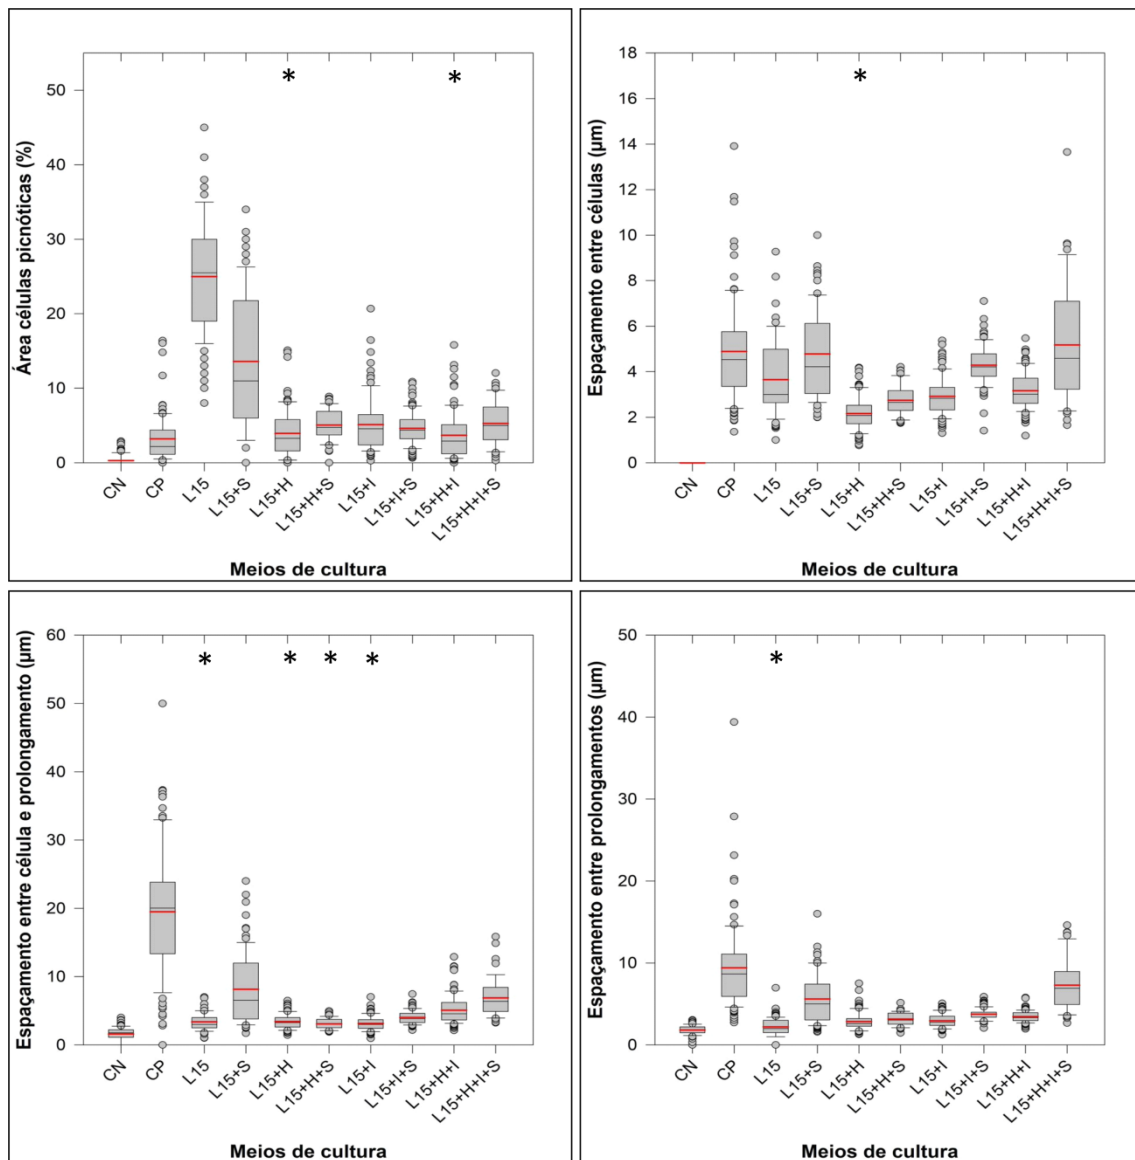 Área células picnóticas (%)
50
40
30
20
10
0
*
*
CN
CP
L15
L15+S
L15+H
L15+H+S
L15+I
L15+I+S
L15+H+I
L15+H+I+S
Meios de cultura
Espaçamento entre células (µm)
18
16
14
12
10
8
6
4
2
0
*
CN
CP
L15
L15+S
L15+H
L15+H+S
L15+I
L15+I+S
L15+H+I
L15+H+I+S
Meios de cultura
Espaçamento entre célula e prolongamento (µm)
60
50
40
30
20
10
0
*
*
*
*
CN
CP
L15
L15+S
L15+H
L15+H+S
L15+I
L15+I+S
L15+H+I
L15+H+I+S
Meios de cultura
Espaçamento entre prolongamentos (µm)
50
40
30
20
10
0
*
CN
CP
L15
L15+S
L15+H
L15+H+S
L15+I
L15+I+S
L15+H+I
L15+H+I+S
Meios de cultura